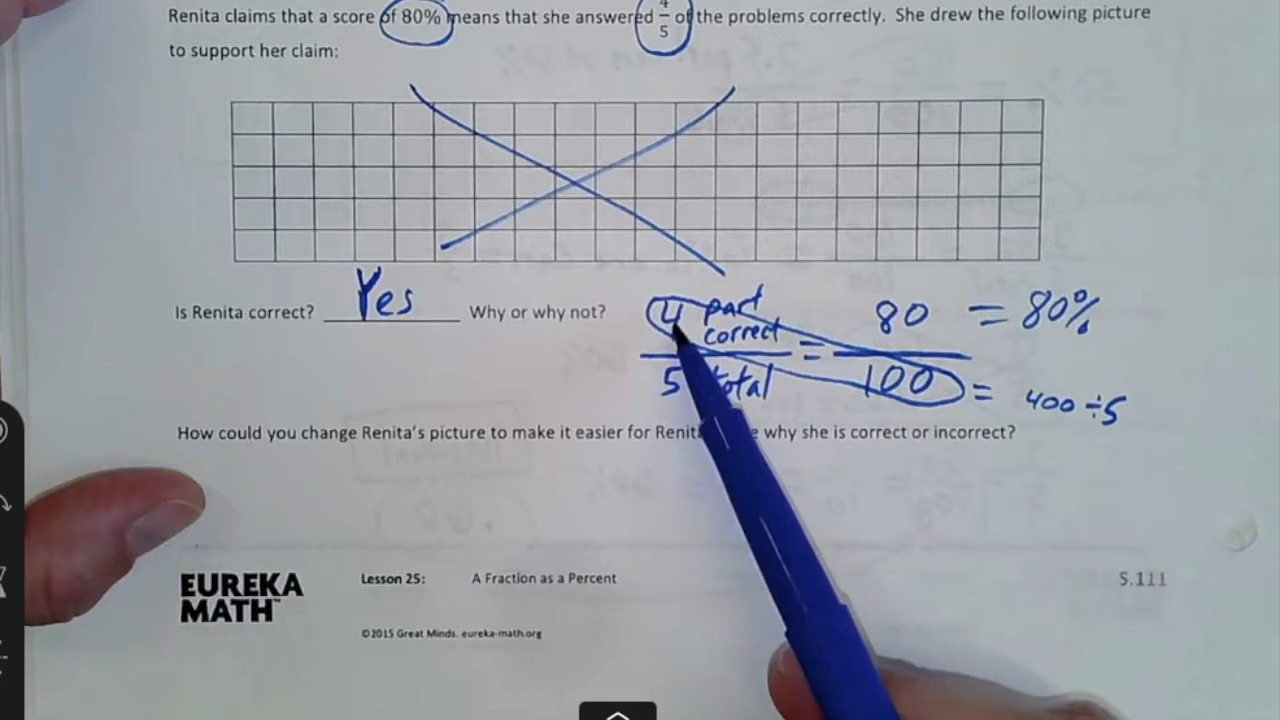 Renita claims that a score of 80% means that she answered 4/5 of the problems correctly. She drew the following picture
to support her claim:
Is Renita correct? Yes Why or why not?
4 part correct / 5 total = 80 / 100 = 80%
= 400 ÷ 5
How could you change Renita's picture to make it easier for why she is correct or incorrect?
EUREKA
MATH™
Lesson 25: A Fraction as a Percent
S.111
©2015 Great Minds. eureka-math.org